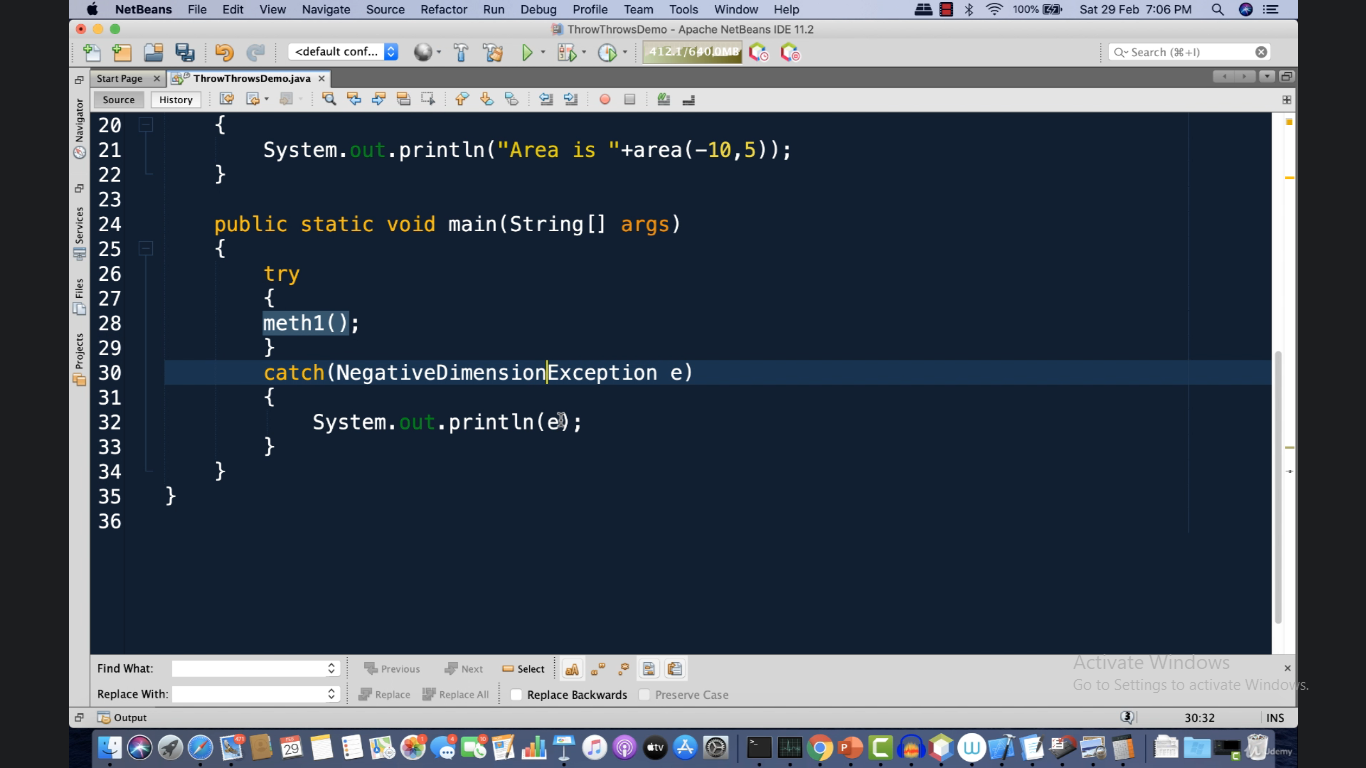 NetBeans File Edit View Navigate Source Refactor Run Debug Profile Team Tools Window Help 100% Sat 29 Feb 7:06 PM
ThrowThrowsDemo - Apache NetBeans IDE 11.2
<default conf... 412.1/640.0MB Search (⌘+I)
Start Page ThrowThrowsDemo.java
Source History
Navigator
Services
Files
Projects
20 {
21 System.out.println("Area is "+area(-10,5));
22 }
23
24 public static void main(String[] args)
25 {
26 try
27 {
28 meth1();
29 }
30 catch(NegativeDimensionException e)
31 {
32 System.out.println(e);
33 }
34 }
35 }
36
Find What: Previous Next Select
Replace With: Replace Replace All Replace Backwards Preserve Case
Activate Windows
Go to Settings to activate Windows.
Output 30:32 INS
Udemy